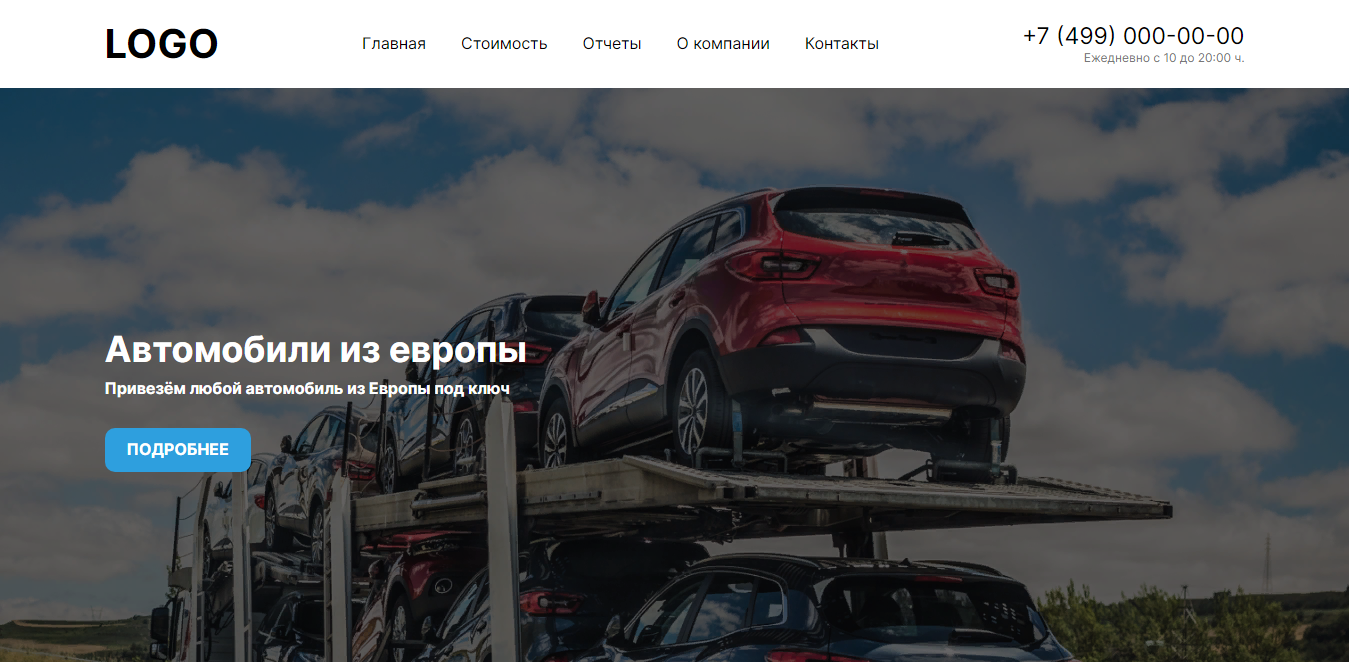 LOGO
Главная Стоимость Отчеты О компании Контакты
+7 (499) 000-00-00
Ежедневно с 10 до 20:00 ч.
Автомобили из европы
Привезём любой автомобиль из Европы под ключ
ПОДРОБНЕЕ